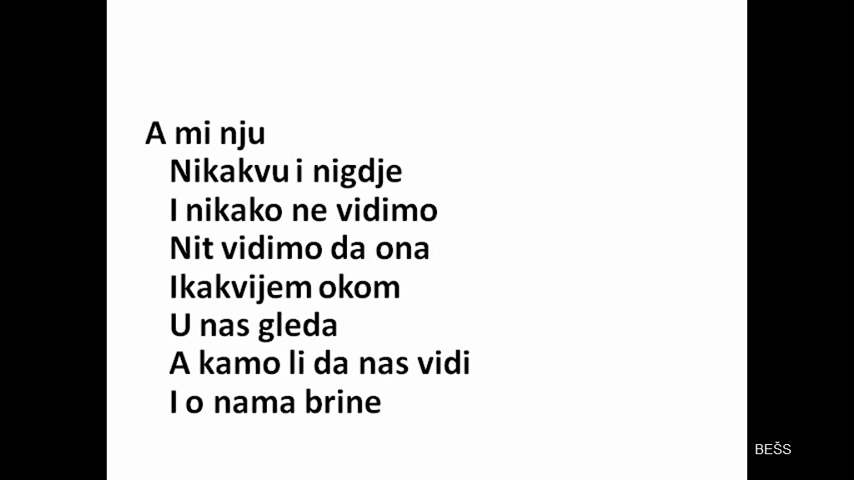 A mi nju
Nikakvu i nigdje
I nikako ne vidimo
Nit vidimo da ona
Ikakvijem okom
U nas gleda
A kamo li da nas vidi
I o nama brine
BEŠS